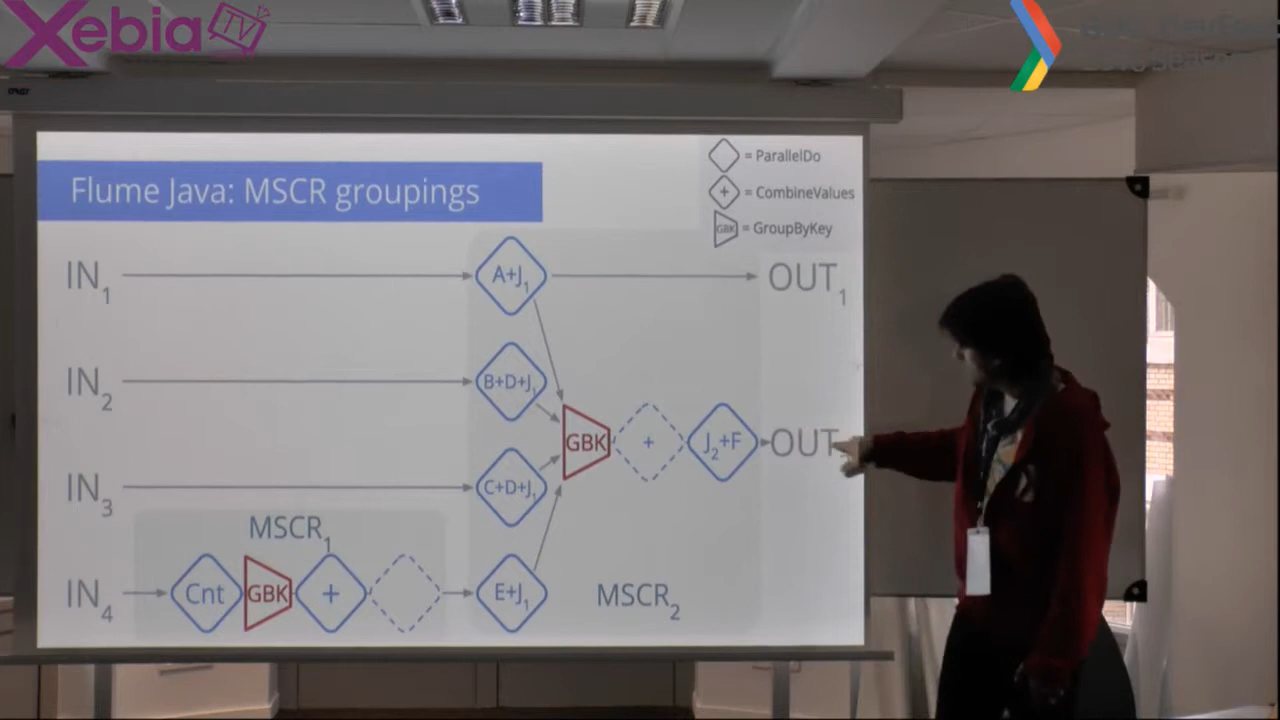 Xebia TV
Flume Java: MSCR groupings
= ParallelDo
+ = CombineValues
GBK = GroupByKey
IN1 A+J1 OUT1
IN2 B+D+J1
GBK + J2+F OUT
IN3 C+D+J1
MSCR1
IN4 Cnt GBK + E+J1 MSCR2